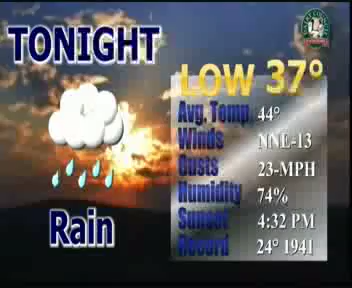 TONIGHT
LOW 37°
Avg. Temp 44°
Winds NNE-13
Gusts 23-MPH
Humidity 74%
Sunset 4:32 PM
Record 24° 1941
Rain